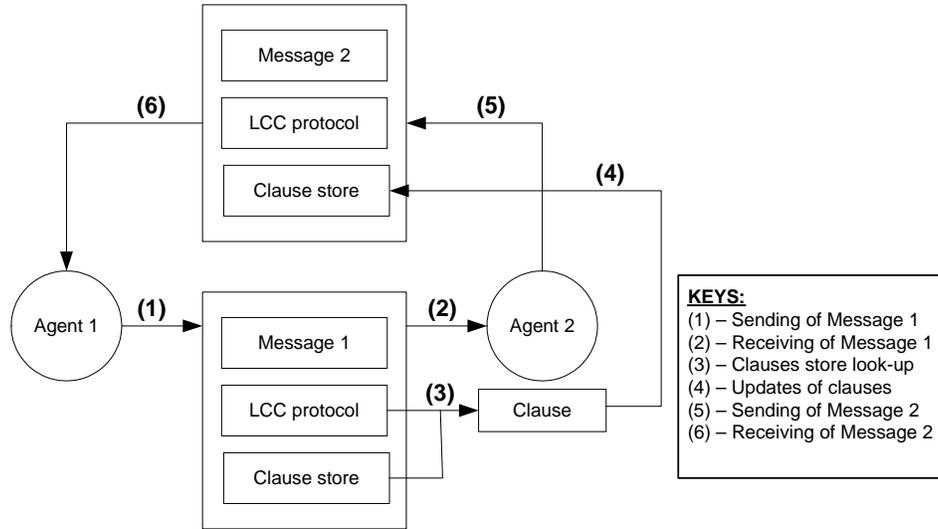 Message 2
(6)
LCC protocol
(5)
Clause store
(4)
Agent 1
(1)
Message 1
(2)
Agent 2
LCC protocol
(3)
Clause
Clause store
KEYS:
(1) – Sending of Message 1
(2) – Receiving of Message 1
(3) – Clauses store look-up
(4) – Updates of clauses
(5) – Sending of Message 2
(6) – Receiving of Message 2